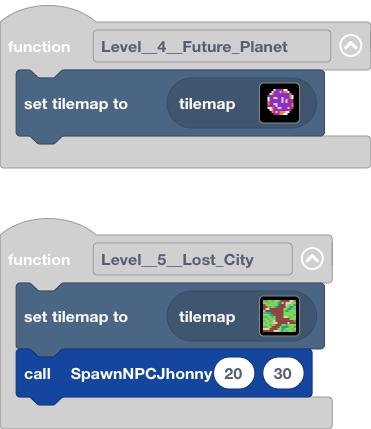 function Level__4__Future_Planet
set tilemap to tilemap
function Level__5__Lost_City
set tilemap to tilemap
call SpawnNPCJhonny 20 30